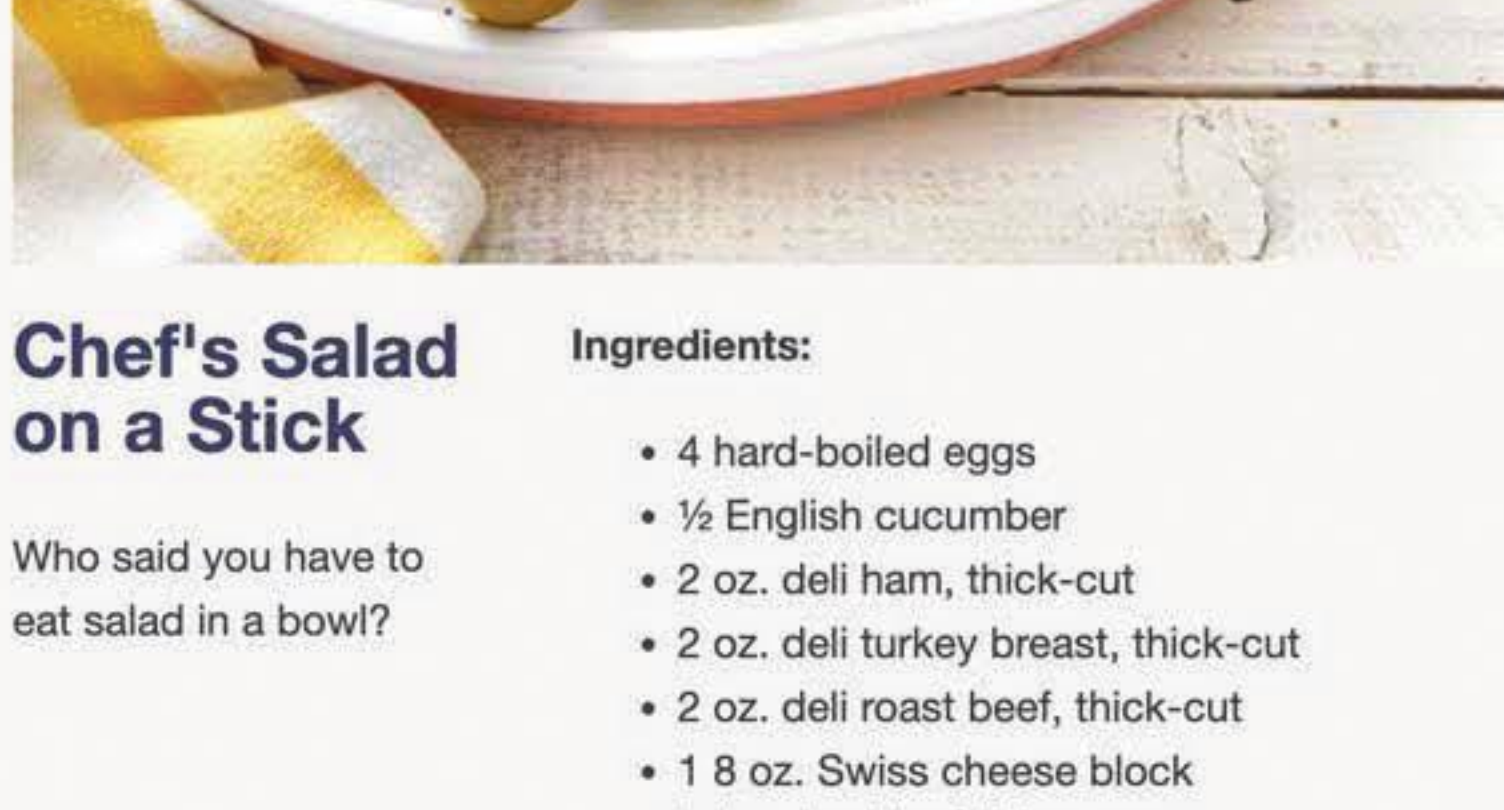 Chef's Salad
on a Stick
Who said you have to
eat salad in a bowl?
Ingredients:
• 4 hard-boiled eggs
• ½ English cucumber
• 2 oz. deli ham, thick-cut
• 2 oz. deli turkey breast, thick-cut
• 2 oz. deli roast beef, thick-cut
• 1 8 oz. Swiss cheese block